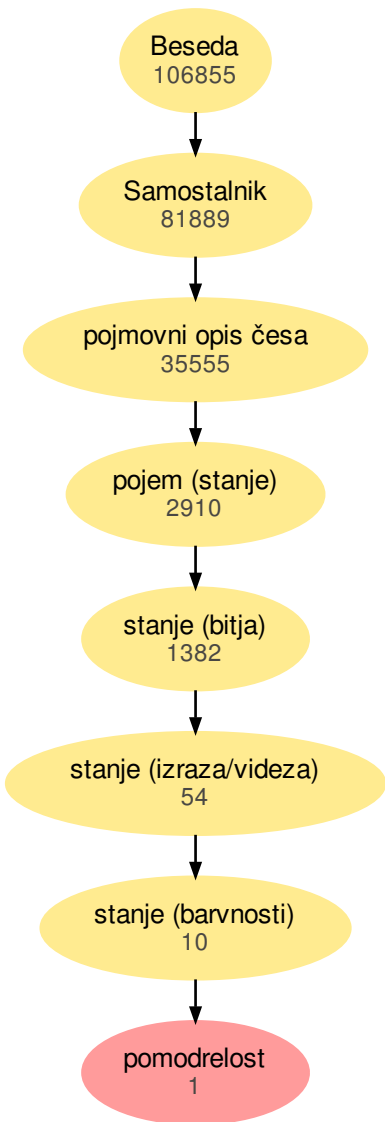 Beseda
106855
Samostalnik
81889
pojmovni opis česa
35555
pojem (stanje)
2910
stanje (bitja)
1382
stanje (izraza/videza)
54
stanje (barvnosti)
10
pomodrelost
1